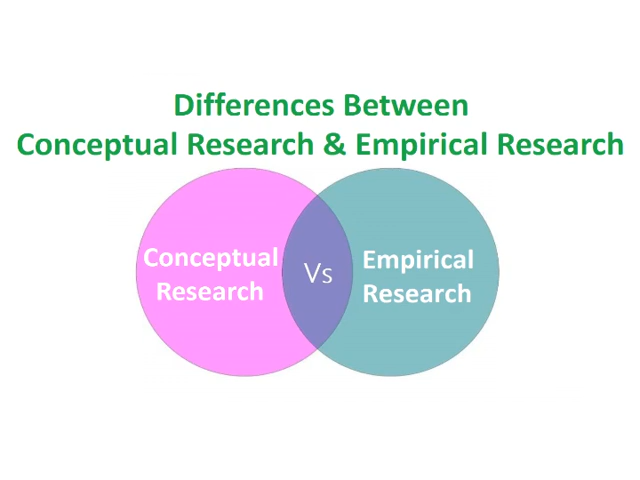 Differences Between
Conceptual Research & Empirical Research
Conceptual
Research
Vs
Empirical
Research